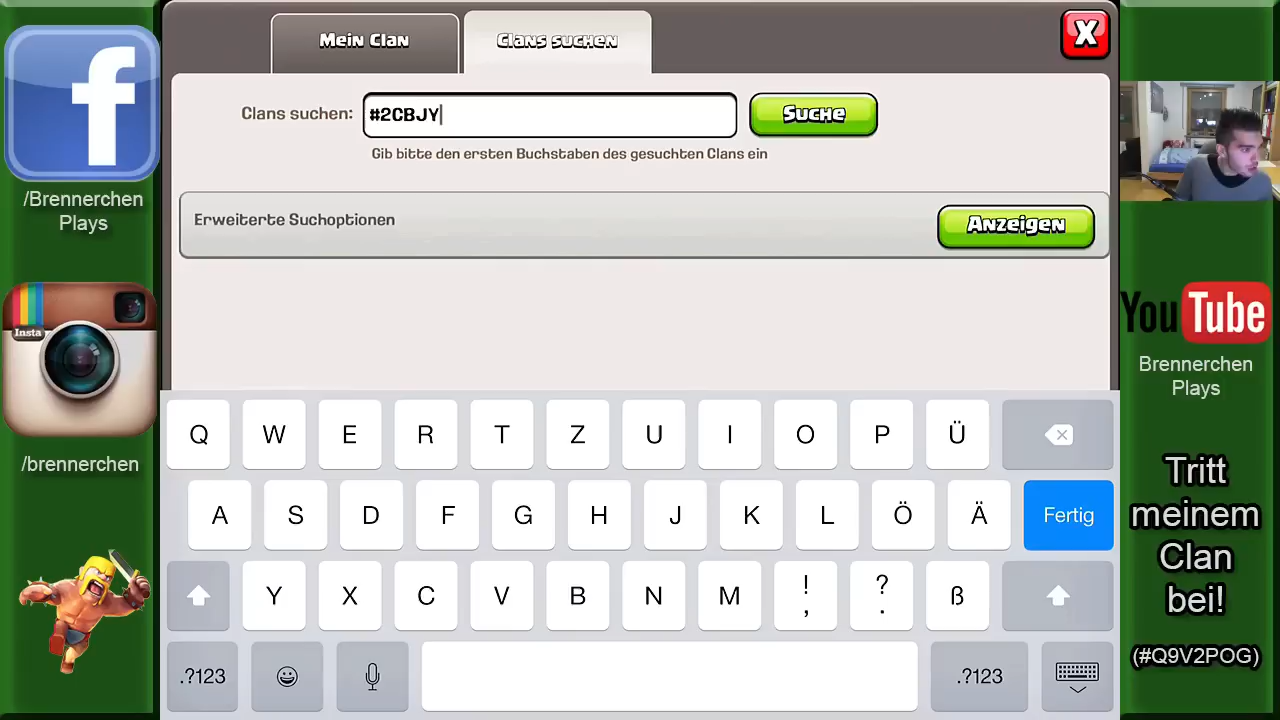 Mein Clan
Clans suchen
X
Clans suchen:
#2CBJY
Suche
Gib bitte den ersten Buchstaben des gesuchten Clans ein
Erweiterte Suchoptionen
Anzeigen
f
/Brennerchen
Plays
Insta
/brennerchen
YouTube
Brennerchen
Plays
Tritt
meinem
Clan
bei!
(#Q9V2POG)
Q W E R T Z U I O P Ü
A S D F G H J K L Ö Ä Fertig
Y X C V B N M ! , ? . ß
.?123 .?123